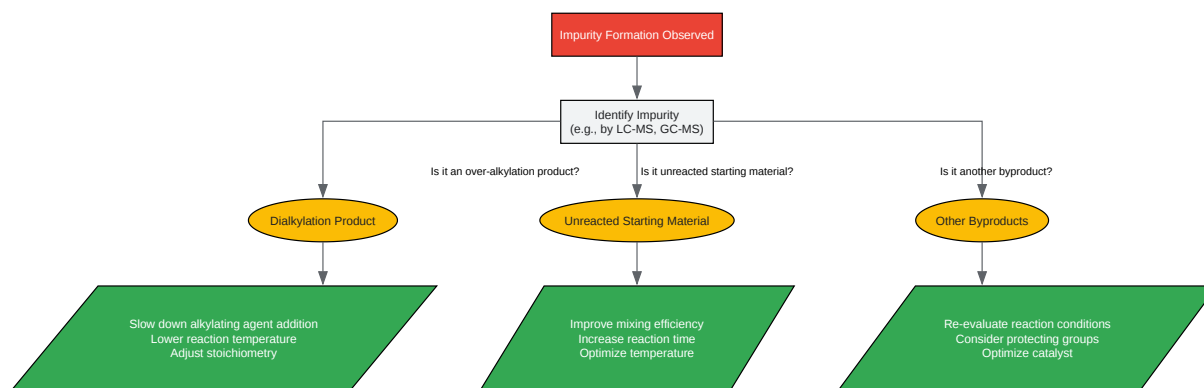 Impurity Formation Observed
Identify Impurity
(e.g., by LC-MS, GC-MS)
Is it an over-alkylation product?
Is it unreacted starting material?
Is it another byproduct?
Dialkylation Product
Unreacted Starting Material
Other Byproducts
Slow down alkylating agent addition
Lower reaction temperature
Adjust stoichiometry
Improve mixing efficiency
Increase reaction time
Optimize temperature
Re-evaluate reaction conditions
Consider protecting groups
Optimize catalyst